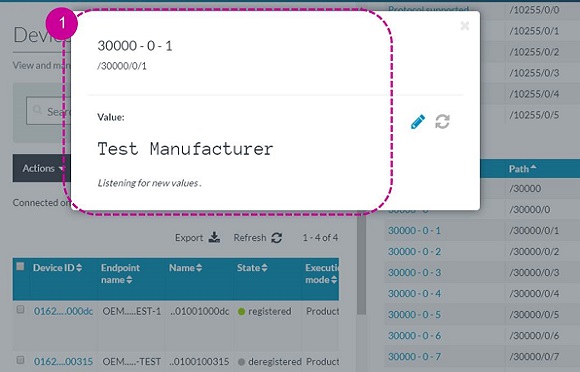 1
30000 - 0 - 1
/30000/0/1
Value:
Test Manufacturer
Listening for new values .
Devic
View and man
Sear
Actions
Connected on
Export Refresh 1 - 4 of 4
Device ID Endpoint name Name State Executi mode
0162....000dc OEM.....EST-1 ..01001000dc registered Product
0162....00315 OEM.....-TEST ..0100100315 deregistered Product
Protocol supported /10255/0/0
/10255/0/1
/10255/0/2
/10255/0/3
/10255/0/4
/10255/0/5
Path
/30000
/30000/0
30000 - 0 - 1 /30000/0/1
30000 - 0 - 2 /30000/0/2
30000 - 0 - 3 /30000/0/3
30000 - 0 - 4 /30000/0/4
30000 - 0 - 5 /30000/0/5
30000 - 0 - 6 /30000/0/6
30000 - 0 - 7 /30000/0/7